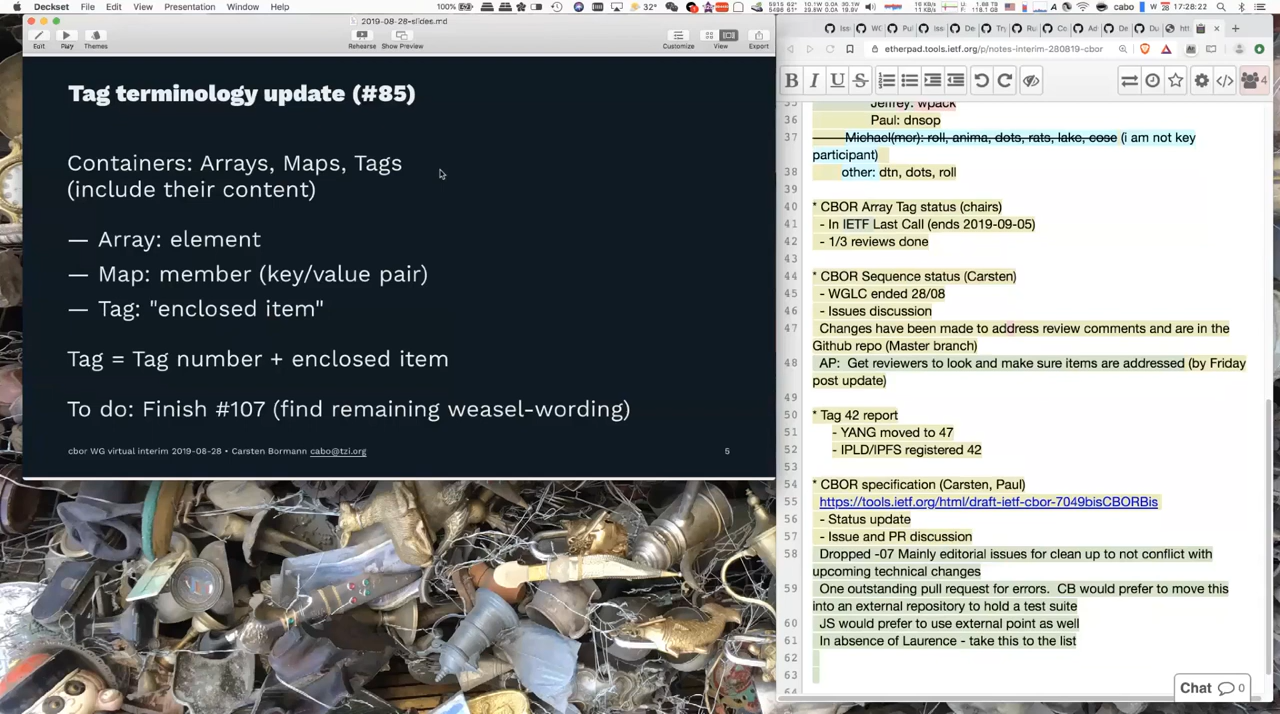 Deckset File Edit View Presentation Window Help
100% 32° cabo W 28 17:28:22
2019-08-28-slides.md
Edit Play Themes Rehearse Show Preview Customize View Export
Tag terminology update (#85)
Containers: Arrays, Maps, Tags
(include their content)
— Array: element
— Map: member (key/value pair)
— Tag: "enclosed item"
Tag = Tag number + enclosed item
To do: Finish #107 (find remaining weasel-wording)
cbor WG virtual interim 2019-08-28 • Carsten Bormann cabo@tzi.org 5
etherpad.tools.ietf.org/p/notes-interim-280819-cbor
B I U S 4
35 Jeffrey: wpack
36 Paul: dnsop
37 Michael(mcr): roll, anima, dots, rats, lake, cose (i am not key
participant)
38 other: dtn, dots, roll
39
40 * CBOR Array Tag status (chairs)
41 - In IETF Last Call (ends 2019-09-05)
42 - 1/3 reviews done
43
44 * CBOR Sequence status (Carsten)
45 - WGLC ended 28/08
46 - Issues discussion
47 Changes have been made to address review comments and are in the
Github repo (Master branch)
48 AP: Get reviewers to look and make sure items are addressed (by Friday
post update)
49
50 * Tag 42 report
51 - YANG moved to 47
52 - IPLD/IPFS registered 42
53
54 * CBOR specification (Carsten, Paul)
55 https://tools.ietf.org/html/draft-ietf-cbor-7049bisCBORBis
56 - Status update
57 - Issue and PR discussion
58 Dropped -07 Mainly editorial issues for clean up to not conflict with
upcoming technical changes
59 One outstanding pull request for errors. CB would prefer to move this
into an external repository to hold a test suite
60 JS would prefer to use external point as well
61 In absence of Laurence - take this to the list
62
63
64
Chat 0